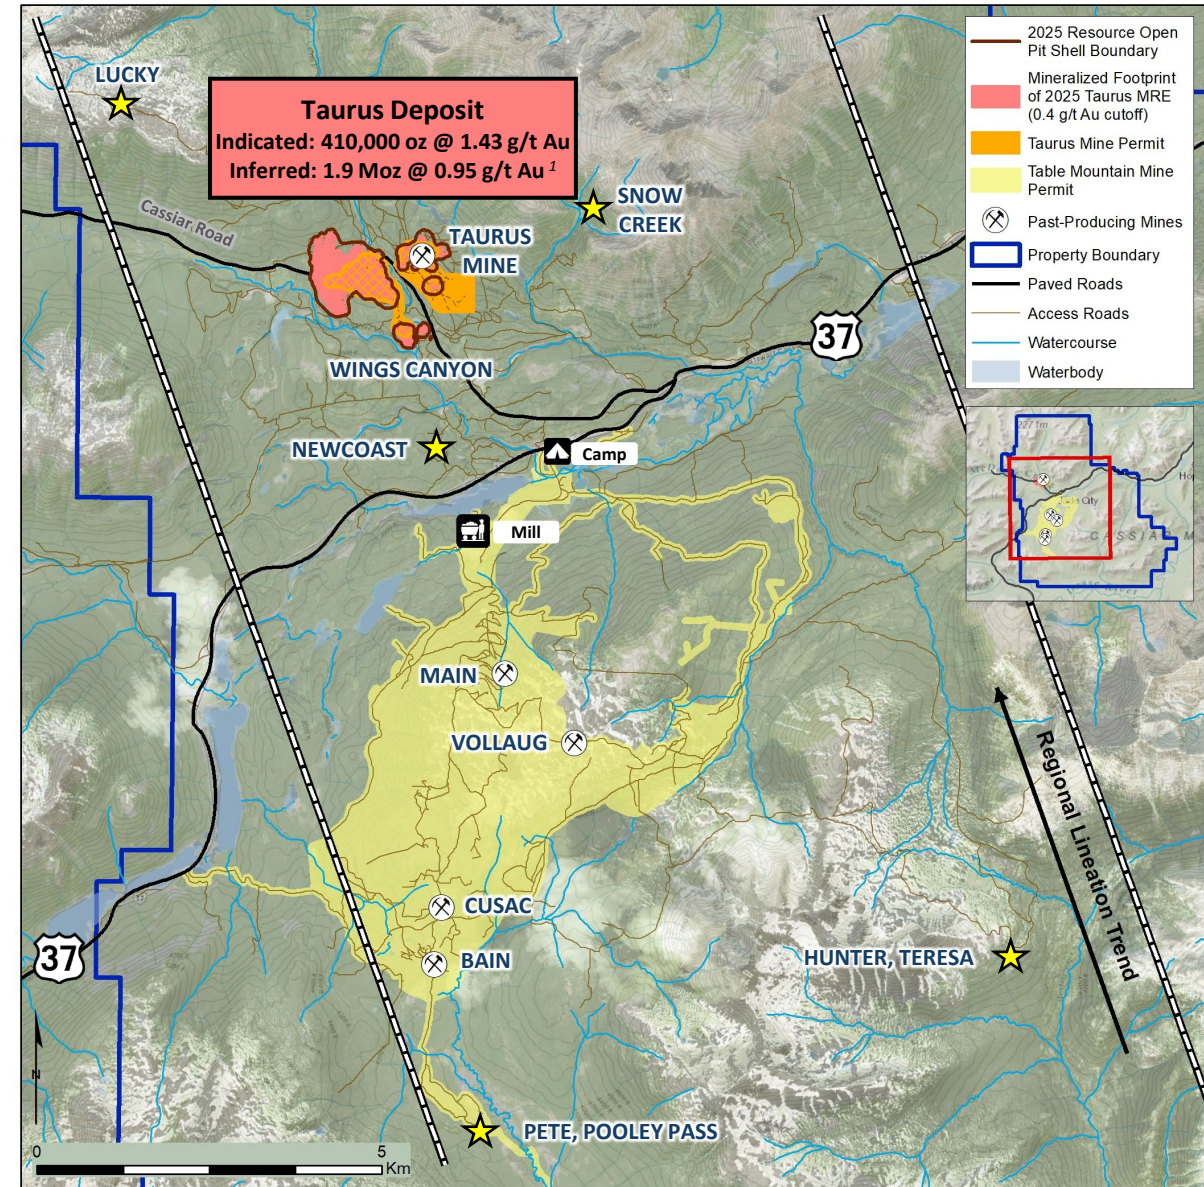 LUCKY
Taurus Deposit
Indicated: 410,000 oz @ 1.43 g/t Au
Inferred: 1.9 Moz @ 0.95 g/t Au 1
SNOW
CREEK
Cassiar Road
TAURUS
MINE
WINGS CANYON
37
NEWCOAST
Camp
Mill
MAIN
VOLLAUG
CUSAC
BAIN
37
HUNTER, TERESA
Regional Lineation Trend
PETE, POOLEY PASS
N
0
5
Km
2025 Resource Open
Pit Shell Boundary
Mineralized Footprint
of 2025 Taurus MRE
(0.4 g/t Au cutoff)
Taurus Mine Permit
Table Mountain Mine
Permit
Past-Producing Mines
Property Boundary
Paved Roads
Access Roads
Watercourse
Waterbody
2271m
City